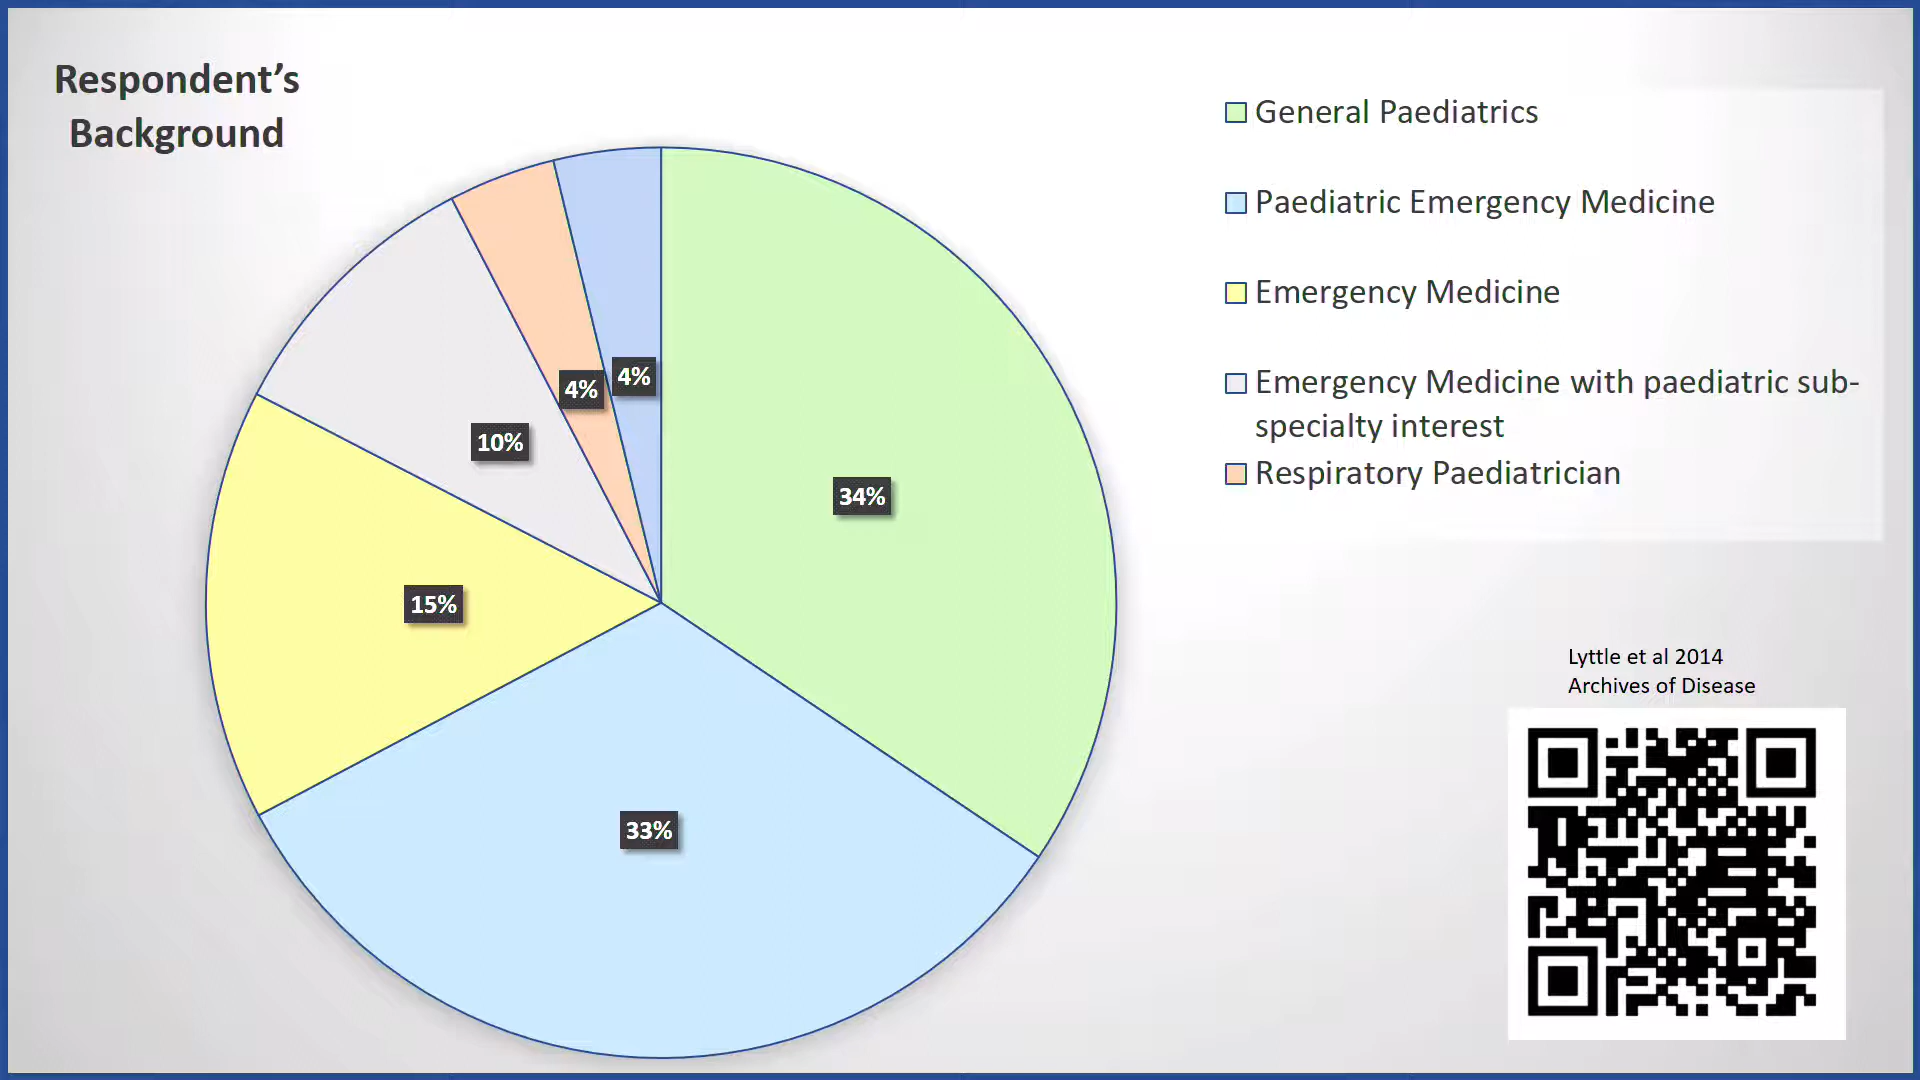 Respondent’s
Background
General Paediatrics
Paediatric Emergency Medicine
Emergency Medicine
Emergency Medicine with paediatric sub-
specialty interest
Respiratory Paediatrician
4%
4%
10%
34%
15%
33%
Lyttle et al 2014
Archives of Disease